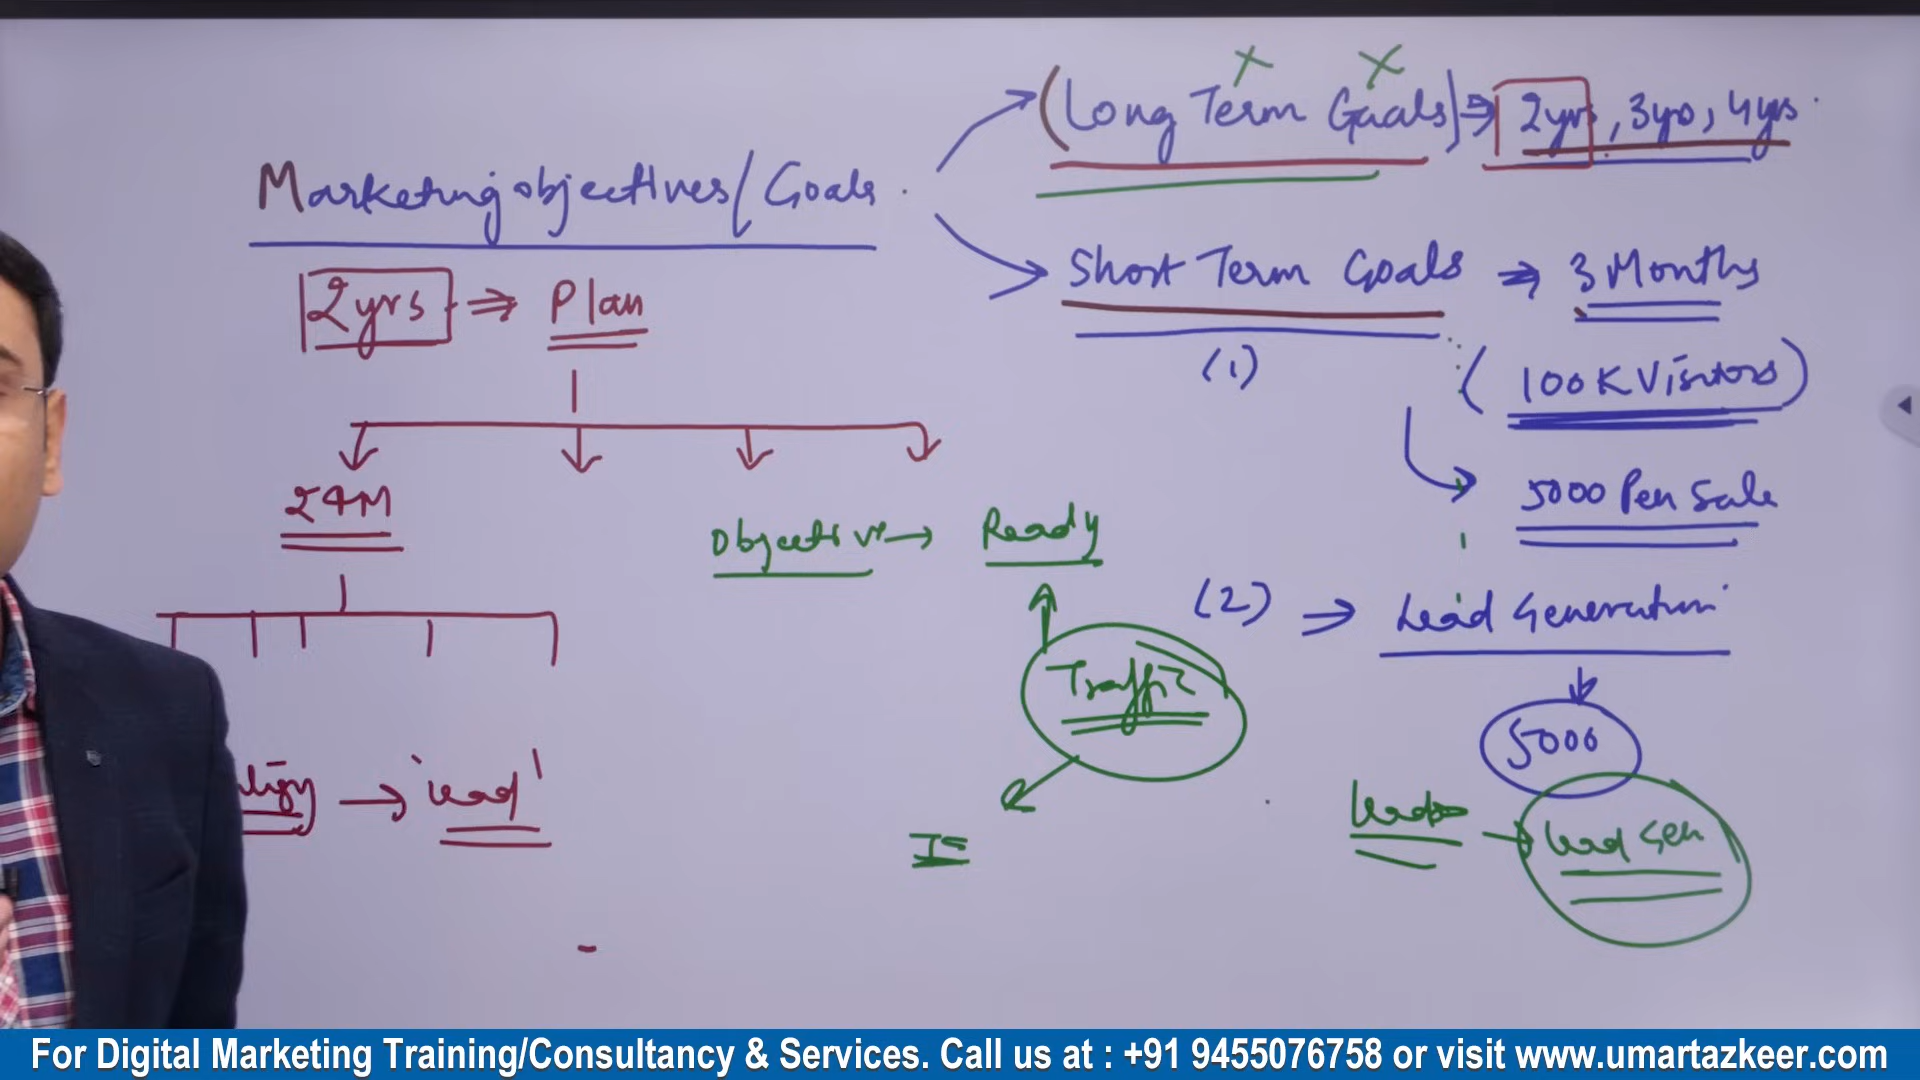 (Long Term Goals) ⇒ 2yrs, 3yrs, 4yrs.
Marketing objectives/Goals
Short Term Goals ⇒ 3 Months
2yrs ⇒ Plan
(1)
(100K Visitors)
24M
5000 Per Sale
Objective → Ready
(2) ⇒ Lead Generation
Traffic
5000
→ 'Lead'
Leads → Lead Gen
For Digital Marketing Training/Consultancy & Services. Call us at : +91 9455076758 or visit www.umartazkeer.com